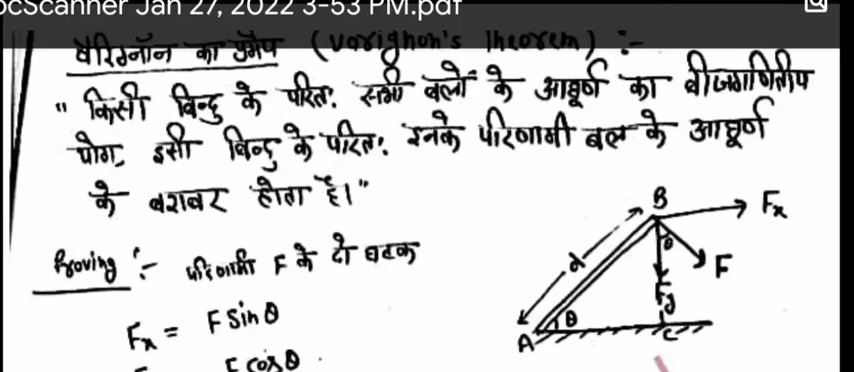 ocScanner Jan 27, 2022 3-53 PM.pdf
वैरिग्नॉन का प्रमेय (Varighon's Theorem) :-
" किसी विन्दु के परितः सभी बलों के आघूर्ण का बीजगणितीय
योग, इसी विन्दु के परितः इनके परिणामी बल के आघूर्ण
के बराबर होता है।"
Proving :- परिणामी F के दो घटक
Fx = F Sin θ
F cos θ
B
Fx
d
θ
F
Fy
A
θ
C